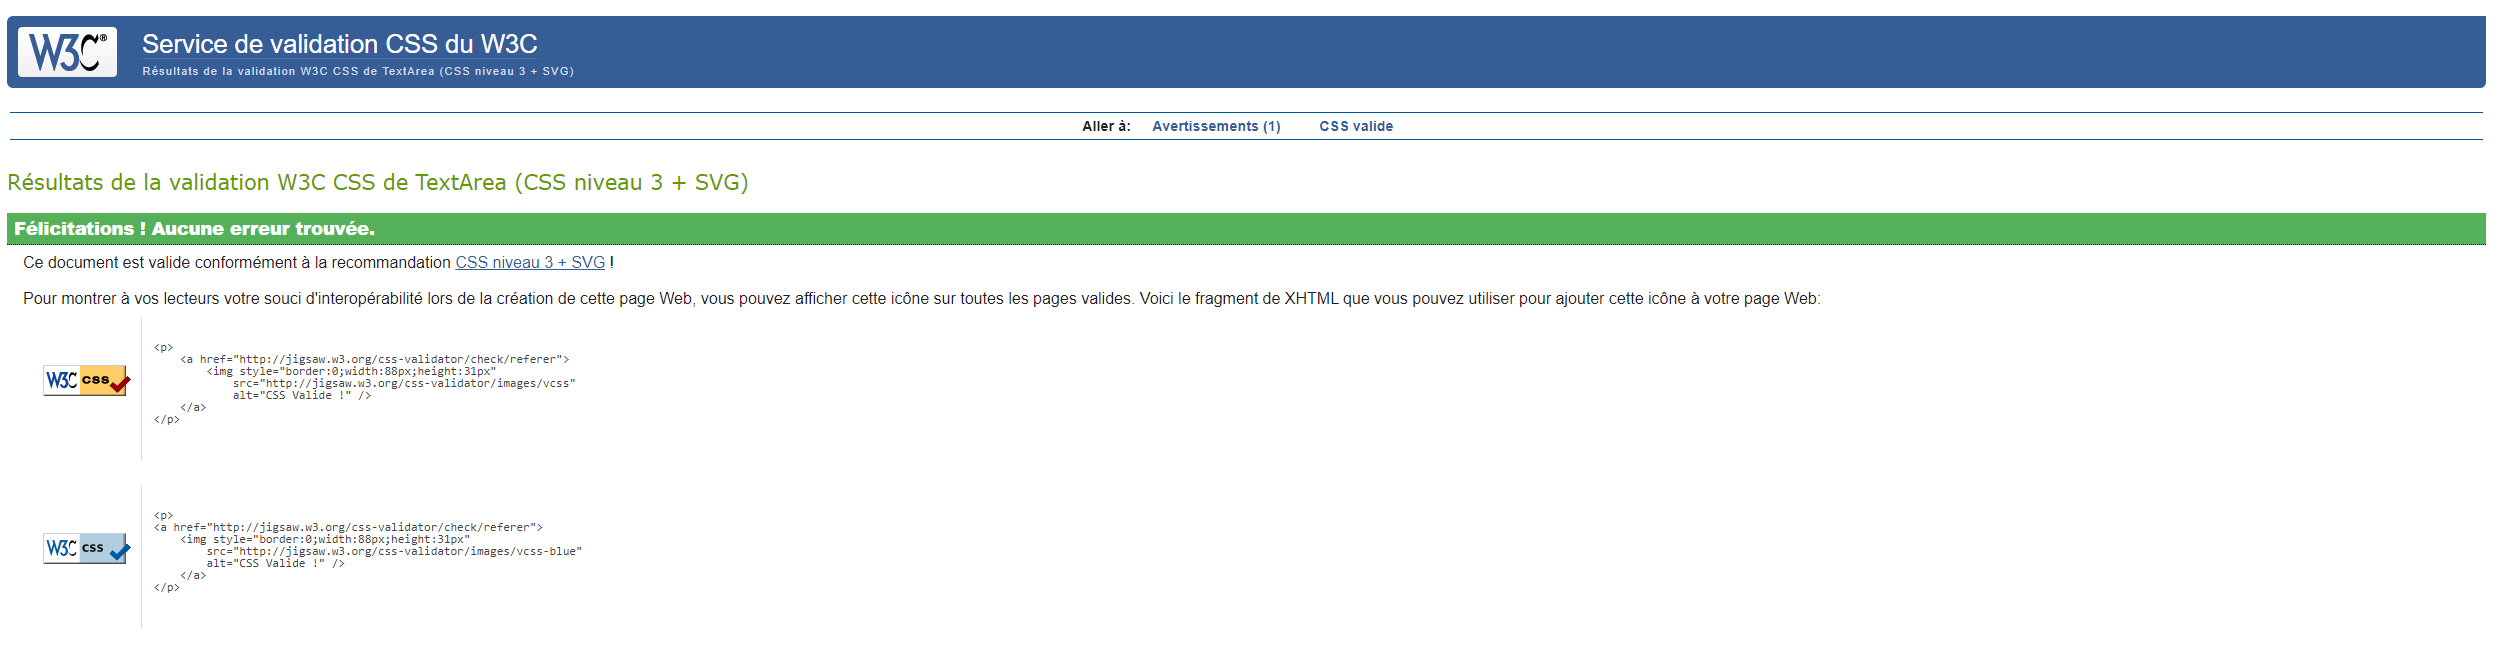 W3C®
Service de validation CSS du W3C
Résultats de la validation W3C CSS de TextArea (CSS niveau 3 + SVG)
Aller à: Avertissements (1) CSS valide
Résultats de la validation W3C CSS de TextArea (CSS niveau 3 + SVG)
Félicitations ! Aucune erreur trouvée.
Ce document est valide conformément à la recommandation CSS niveau 3 + SVG !
Pour montrer à vos lecteurs votre souci d'interopérabilité lors de la création de cette page Web, vous pouvez afficher cette icône sur toutes les pages valides. Voici le fragment de XHTML que vous pouvez utiliser pour ajouter cette icône à votre page Web:
W3C css
<p>
<a href="http://jigsaw.w3.org/css-validator/check/referer">
<img style="border:0;width:88px;height:31px"
src="http://jigsaw.w3.org/css-validator/images/vcss"
alt="CSS Valide !" />
</a>
</p>
W3C css
<p>
<a href="http://jigsaw.w3.org/css-validator/check/referer">
<img style="border:0;width:88px;height:31px"
src="http://jigsaw.w3.org/css-validator/images/vcss-blue"
alt="CSS Valide !" />
</a>
</p>